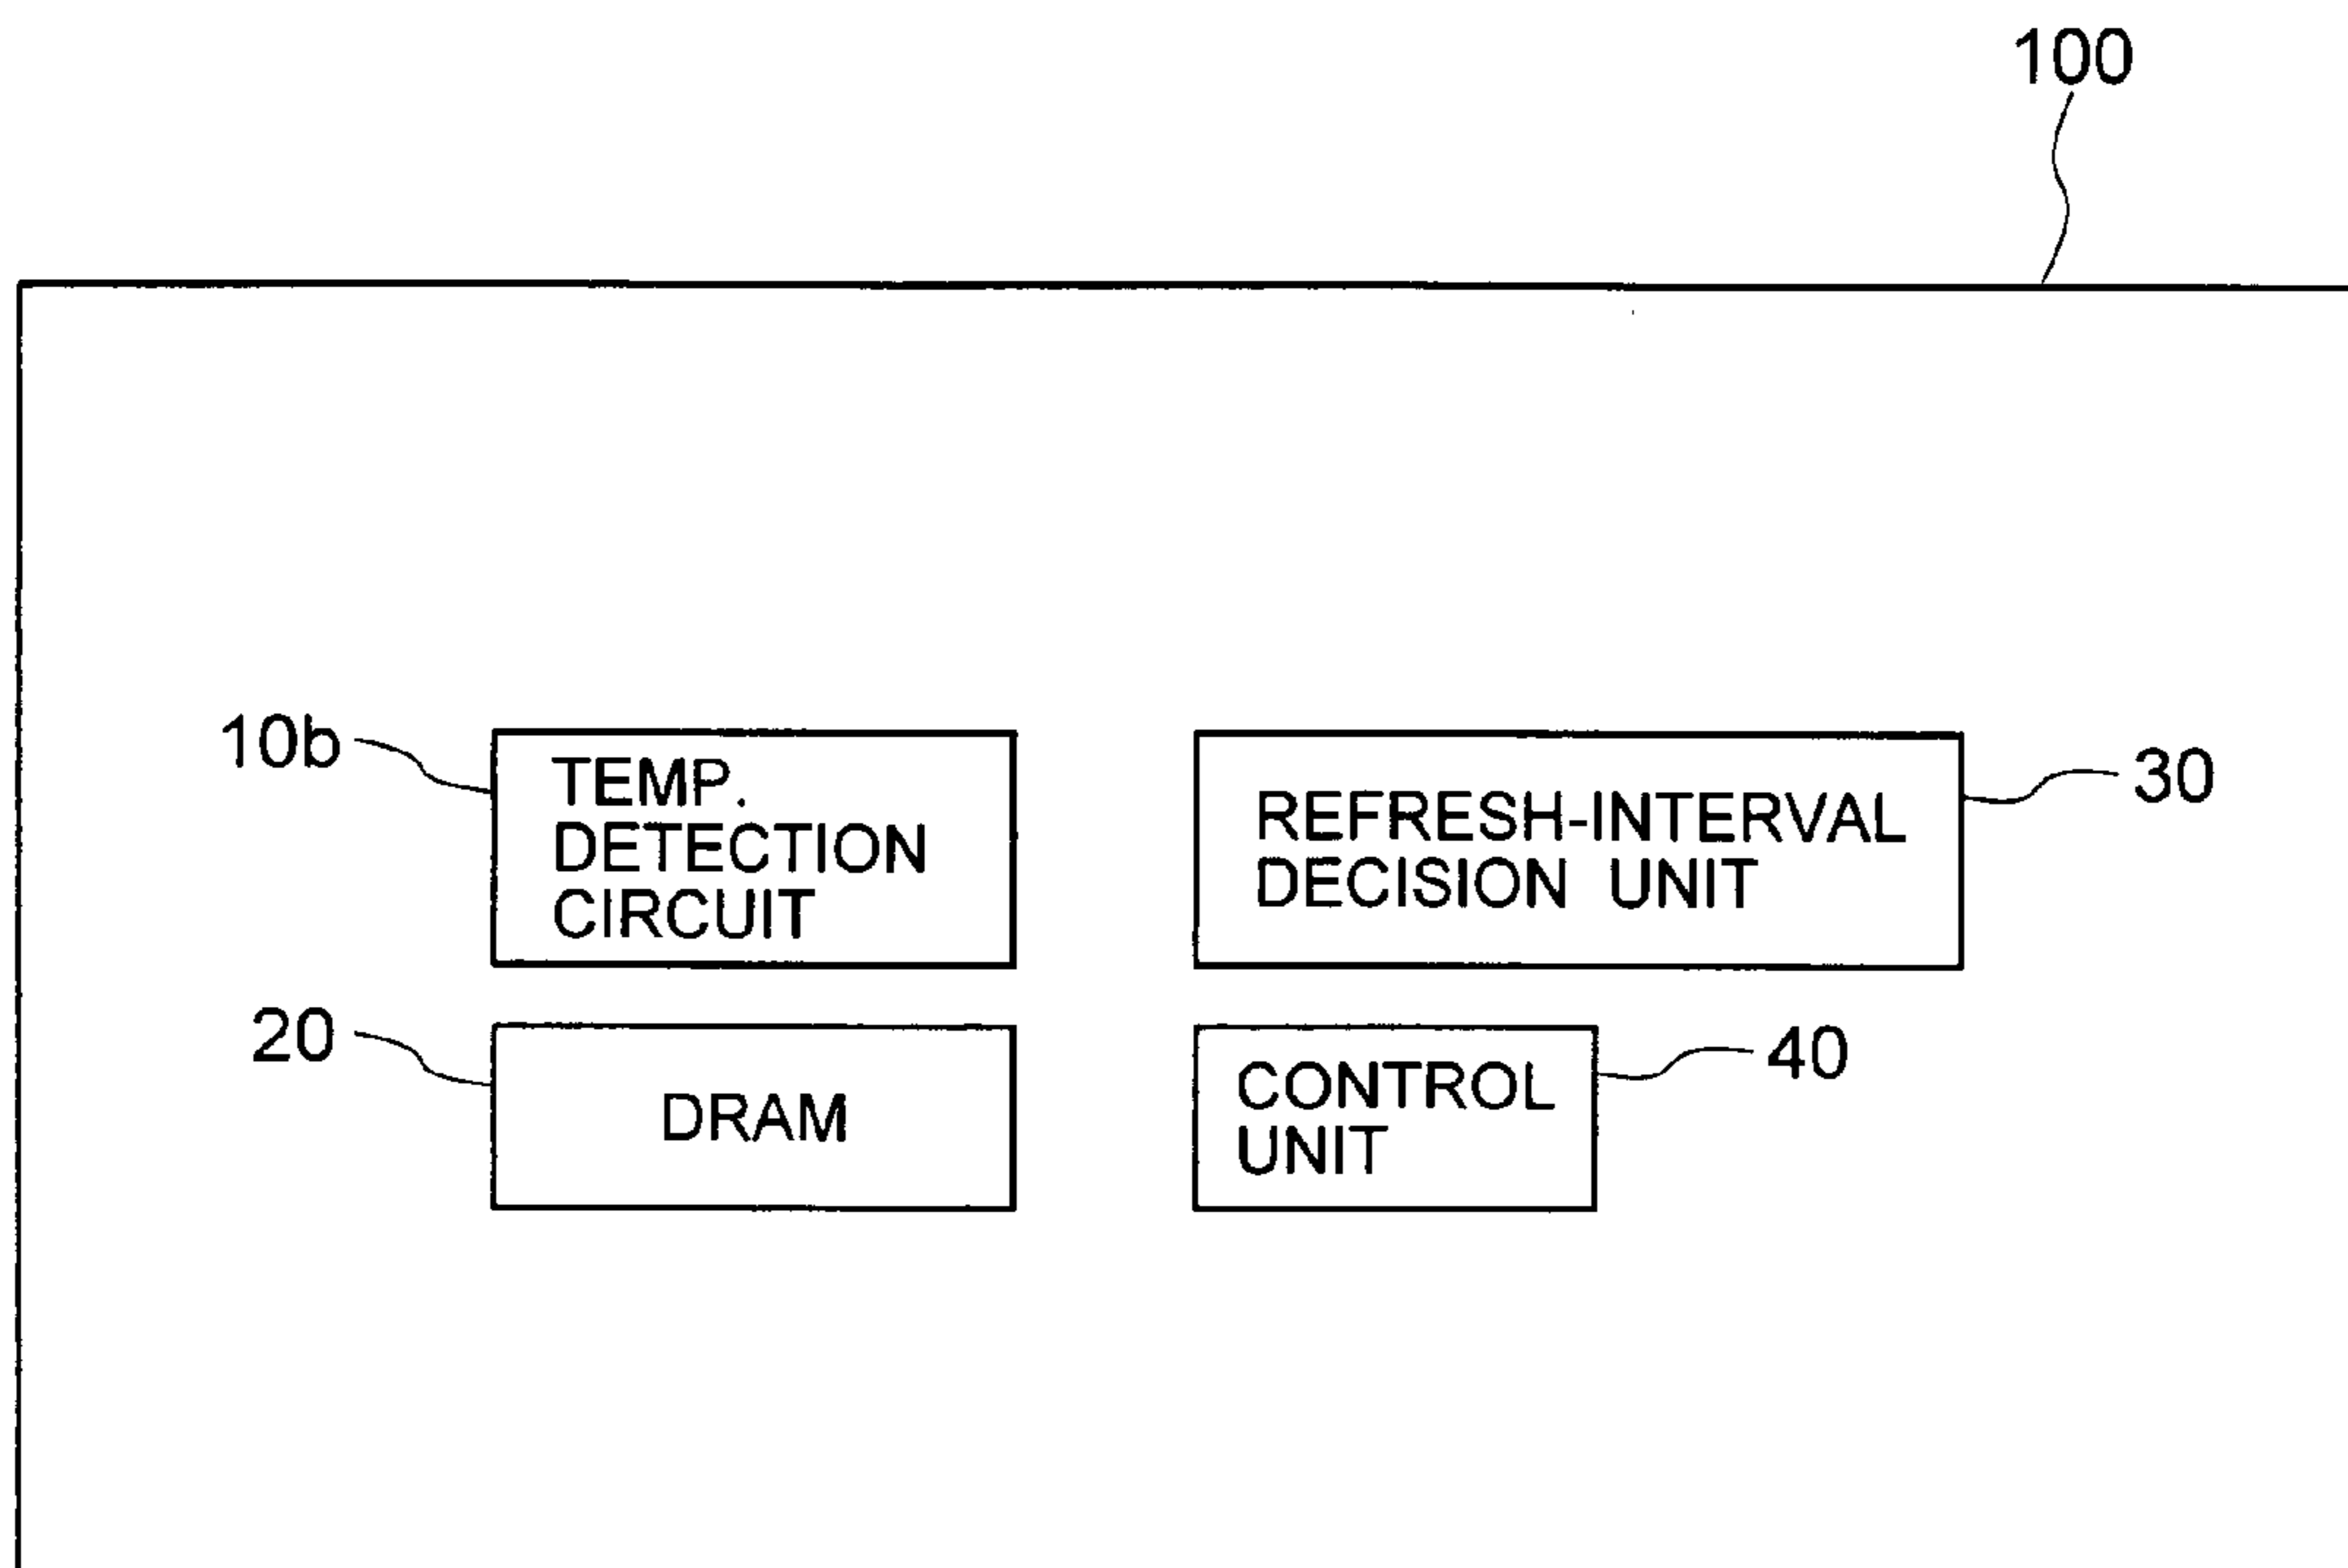 100
10b
TEMP.
DETECTION
CIRCUIT
REFRESH-INTERVAL
DECISION UNIT
30
20
DRAM
CONTROL
UNIT
40